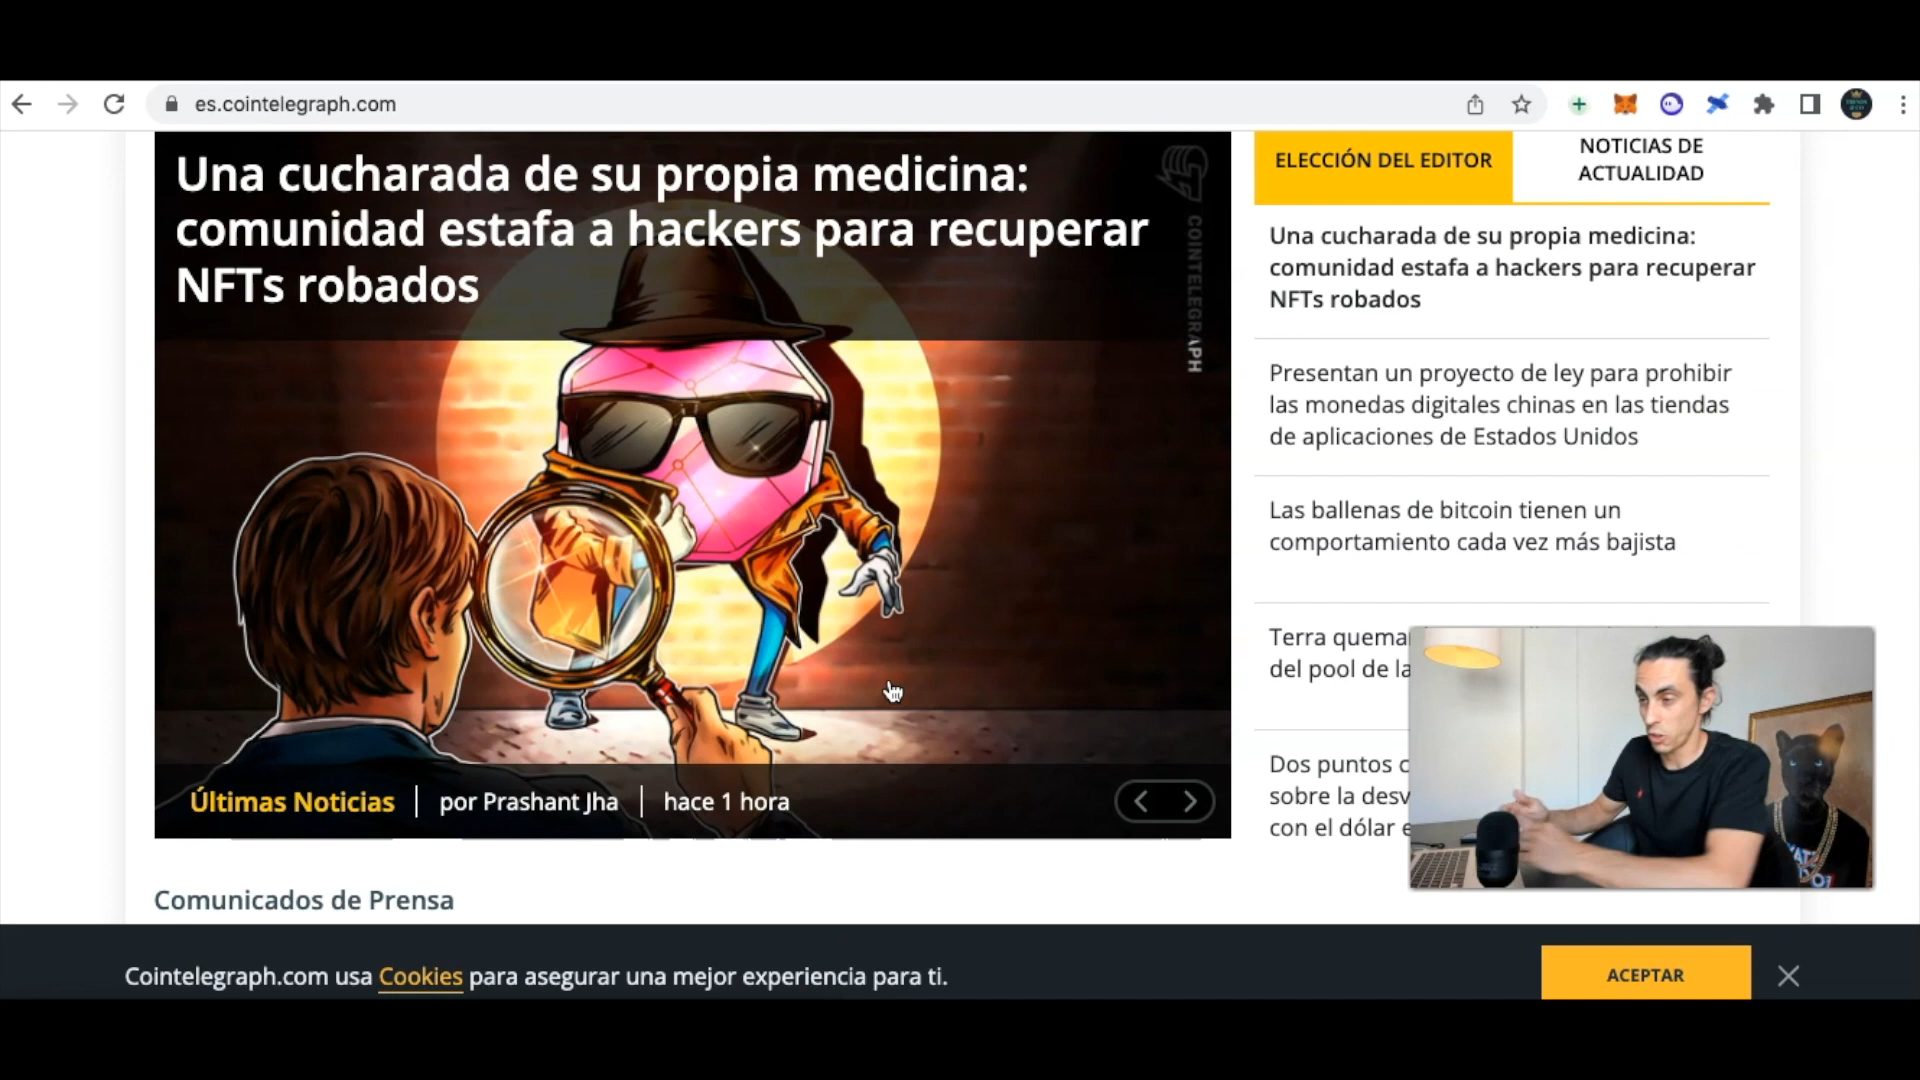 es.cointelegraph.com
Una cucharada de su propia medicina:
comunidad estafa a hackers para recuperar
NFTs robados
COINTELEGRAPH
Últimas Noticias | por Prashant Jha | hace 1 hora
ELECCIÓN DEL EDITOR
NOTICIAS DE
ACTUALIDAD
Una cucharada de su propia medicina:
comunidad estafa a hackers para recuperar
NFTs robados
Presentan un proyecto de ley para prohibir
las monedas digitales chinas en las tiendas
de aplicaciones de Estados Unidos
Las ballenas de bitcoin tienen un
comportamiento cada vez más bajista
Terra
del pool de la
Dos puntos
sobre la
con el dólar
Comunicados de Prensa
Cointelegraph.com usa Cookies para asegurar una mejor experiencia para ti.
ACEPTAR